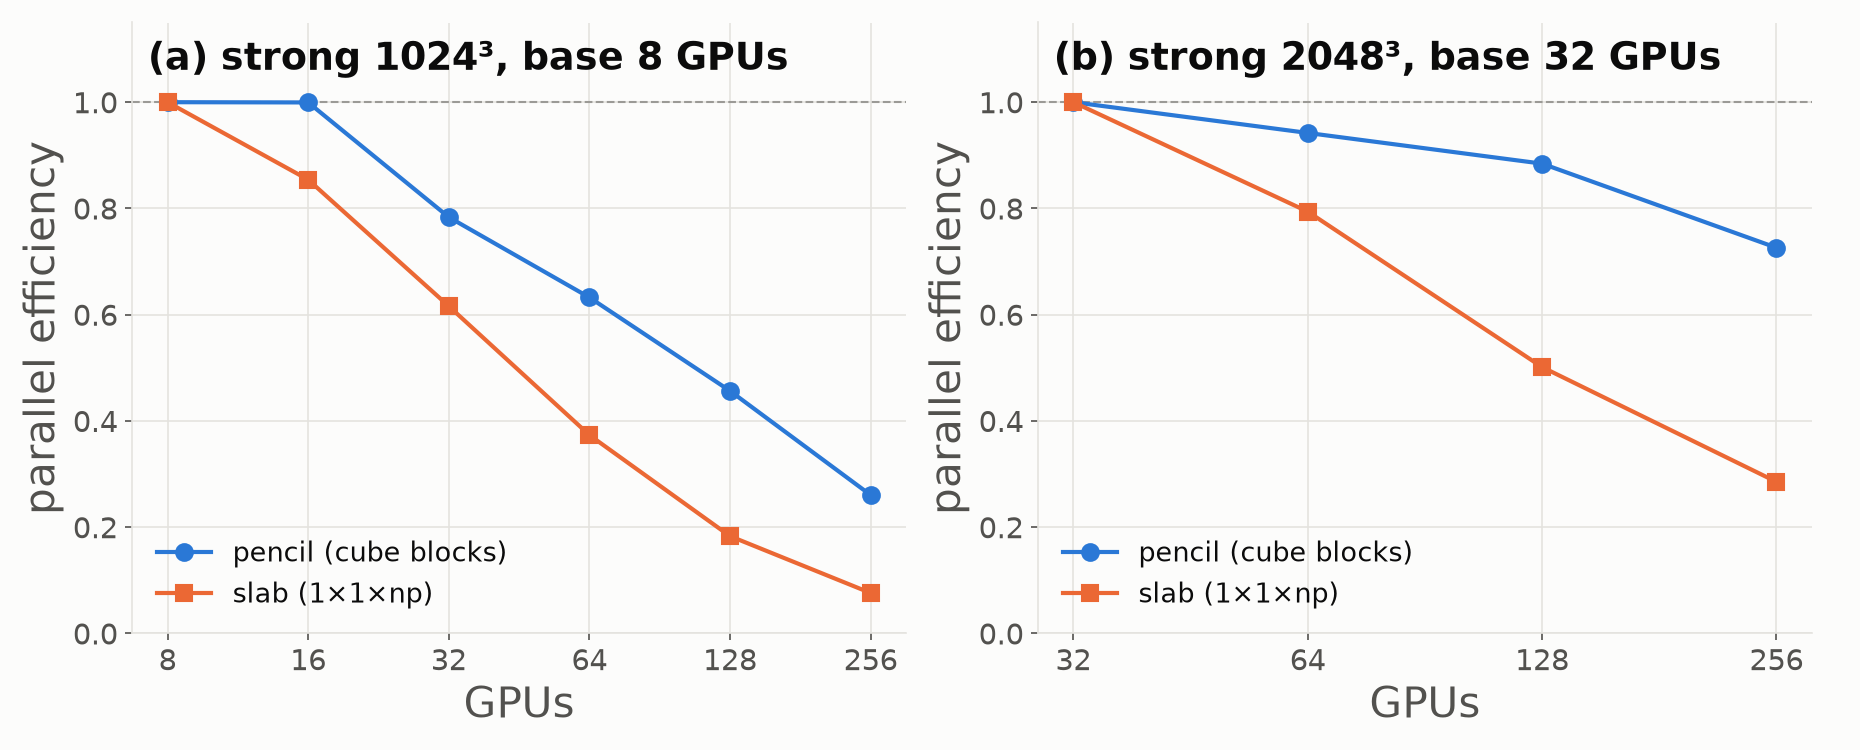 (a) strong 1024³, base 8 GPUs
parallel efficiency
1.0
0.8
0.6
0.4
0.2
0.0
pencil (cube blocks)
slab (1×1×np)
8 16 32 64 128 256
GPUs
(b) strong 2048³, base 32 GPUs
parallel efficiency
1.0
0.8
0.6
0.4
0.2
0.0
pencil (cube blocks)
slab (1×1×np)
32 64 128 256
GPUs